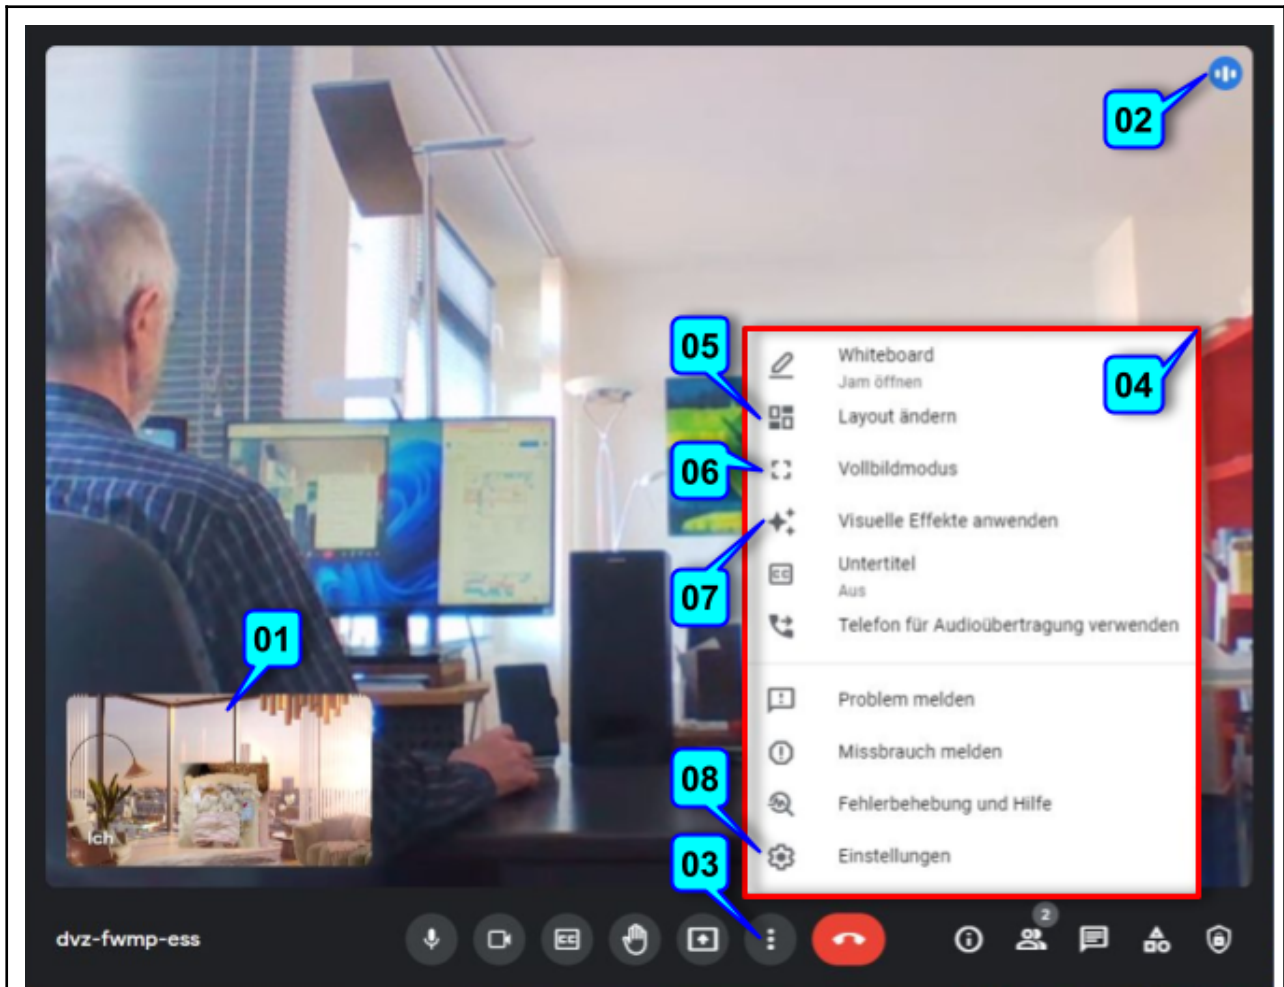 02
05
Whiteboard
Jam öffnen
04
Layout ändern
06
Vollbildmodus
Visuelle Effekte anwenden
07
Untertitel
Aus
01
Telefon für Audioübertragung verwenden
Problem melden
Missbrauch melden
08
Fehlerbehebung und Hilfe
Ich
Einstellungen
03
2
dvz-fwmp-ess
CC